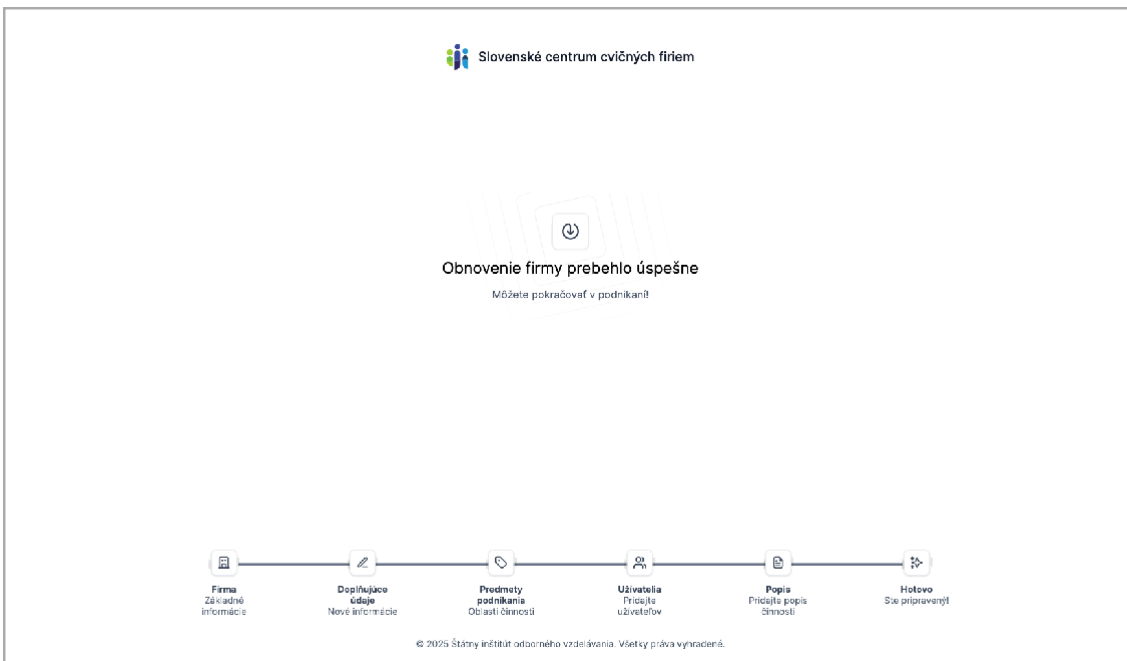 Slovenské centrum cvičných firiem
Obnovenie firmy prebehlo úspešne
Môžete pokračovať v podnikaní!
Firma
Základné
informácie
Doplňujúce
údaje
Nové informácie
Predmety
podnikania
Oblasti činnosti
Užívatelia
Pridajte
užívateľov
Popis
Pridajte popis
činnosti
Hotovo
Ste pripravený!
© 2025 Štátny inštitút odborného vzdelávania. Všetky práva vyhradené.